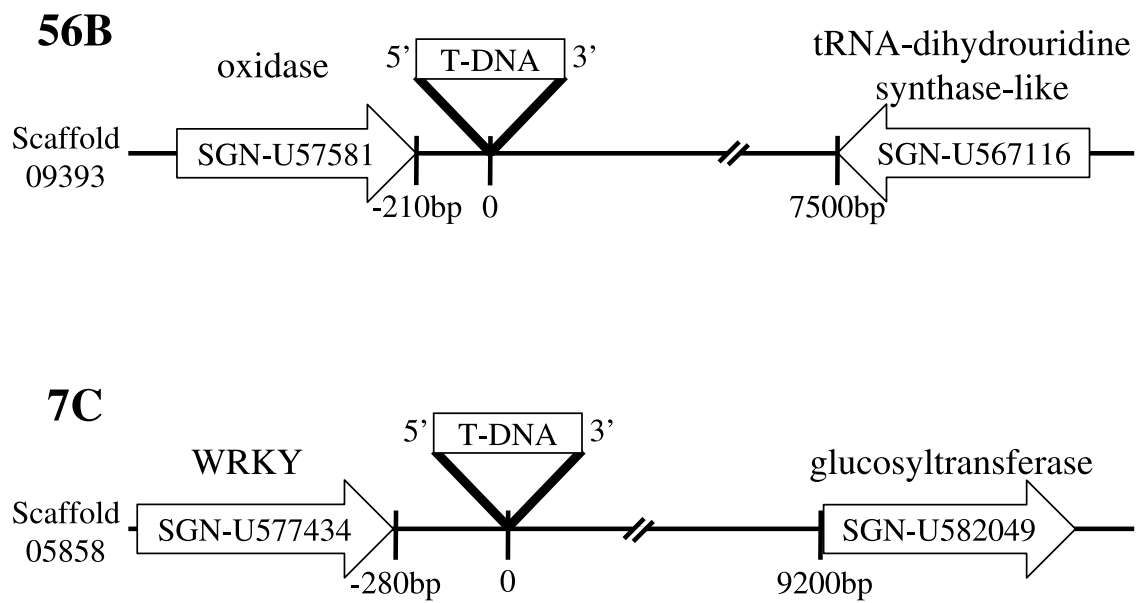 56B
oxidase
5’ T-DNA 3’
tRNA-dihydrouridine
synthase-like
Scaffold
09393
SGN-U57581
SGN-U567116
-210bp
0
7500bp
7C
WRKY
5’ T-DNA 3’
glucosyltransferase
Scaffold
05858
SGN-U577434
SGN-U582049
-280bp
0
9200bp